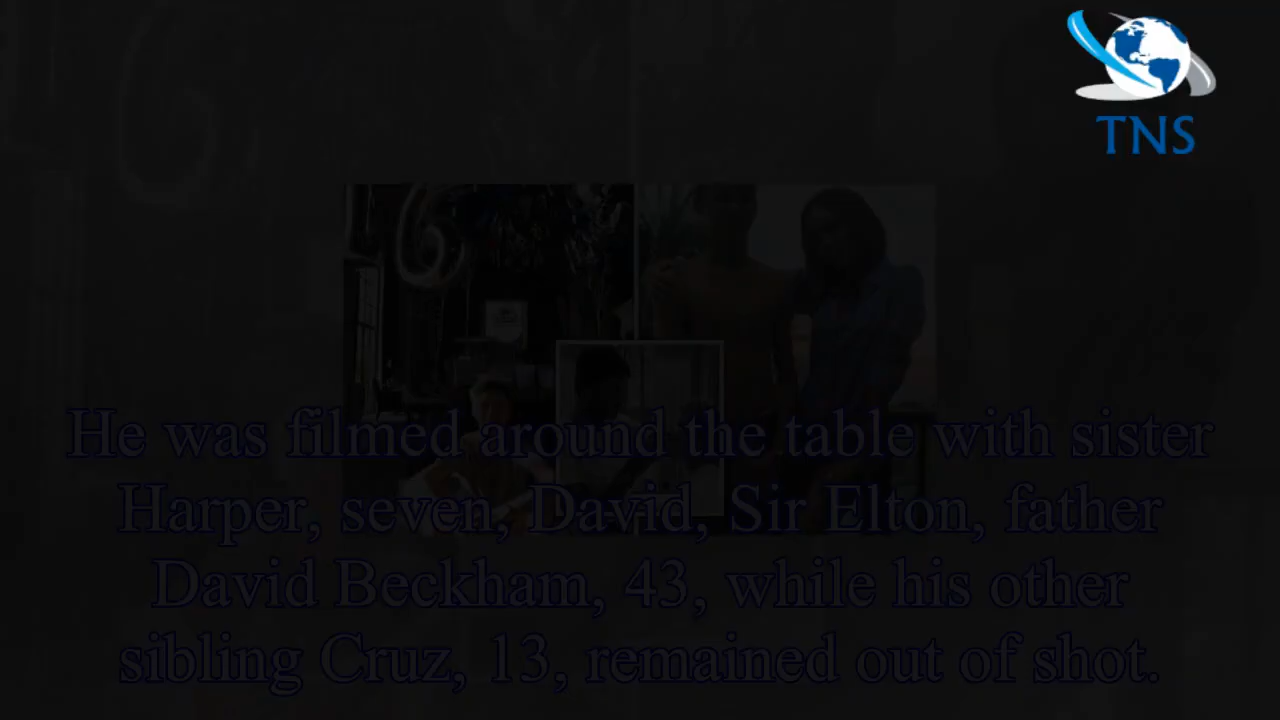 TNS
He was filmed around the table with sister
Harper, seven, David, Sir Elton, father
David Beckham, 43, while his other
sibling Cruz, 13, remained out of shot.